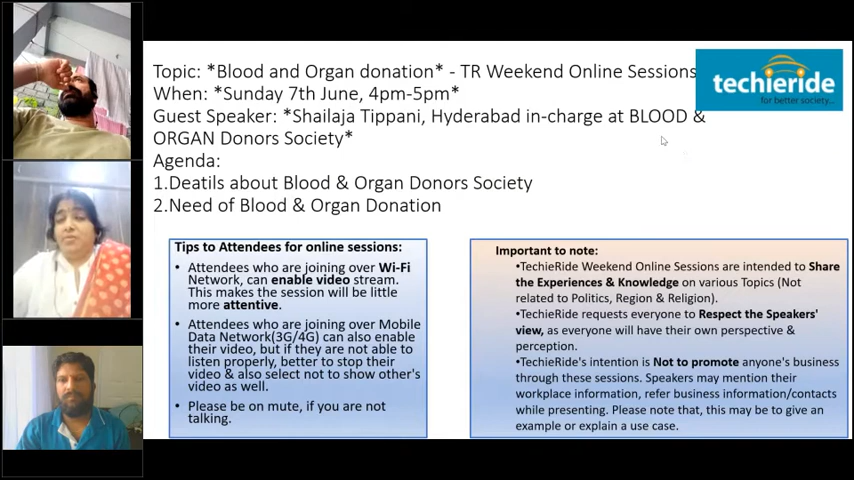 Topic: *Blood and Organ donation* - TR Weekend Online Sessions
When: *Sunday 7th June, 4pm-5pm*
Guest Speaker: *Shailaja Tippani, Hyderabad in-charge at BLOOD &
ORGAN Donors Society*
Agenda:
1.Deatils about Blood & Organ Donors Society
2.Need of Blood & Organ Donation
techieride
for better society...
Tips to Attendees for online sessions:
• Attendees who are joining over Wi-Fi
Network, can enable video stream.
This makes the session will be little
more attentive.
• Attendees who are joining over Mobile
Data Network(3G/4G) can also enable
their video, but if they are not able to
listen properly, better to stop their
video & also select not to show other's
video as well.
• Please be on mute, if you are not
talking.
Important to note:
•TechieRide Weekend Online Sessions are intended to Share
the Experiences & Knowledge on various Topics (Not
related to Politics, Region & Religion).
•TechieRide requests everyone to Respect the Speakers'
view, as everyone will have their own perspective &
perception.
•TechieRide's intention is Not to promote anyone's business
through these sessions. Speakers may mention their
workplace information, refer business information/contacts
while presenting. Please note that, this may be to give an
example or explain a use case.